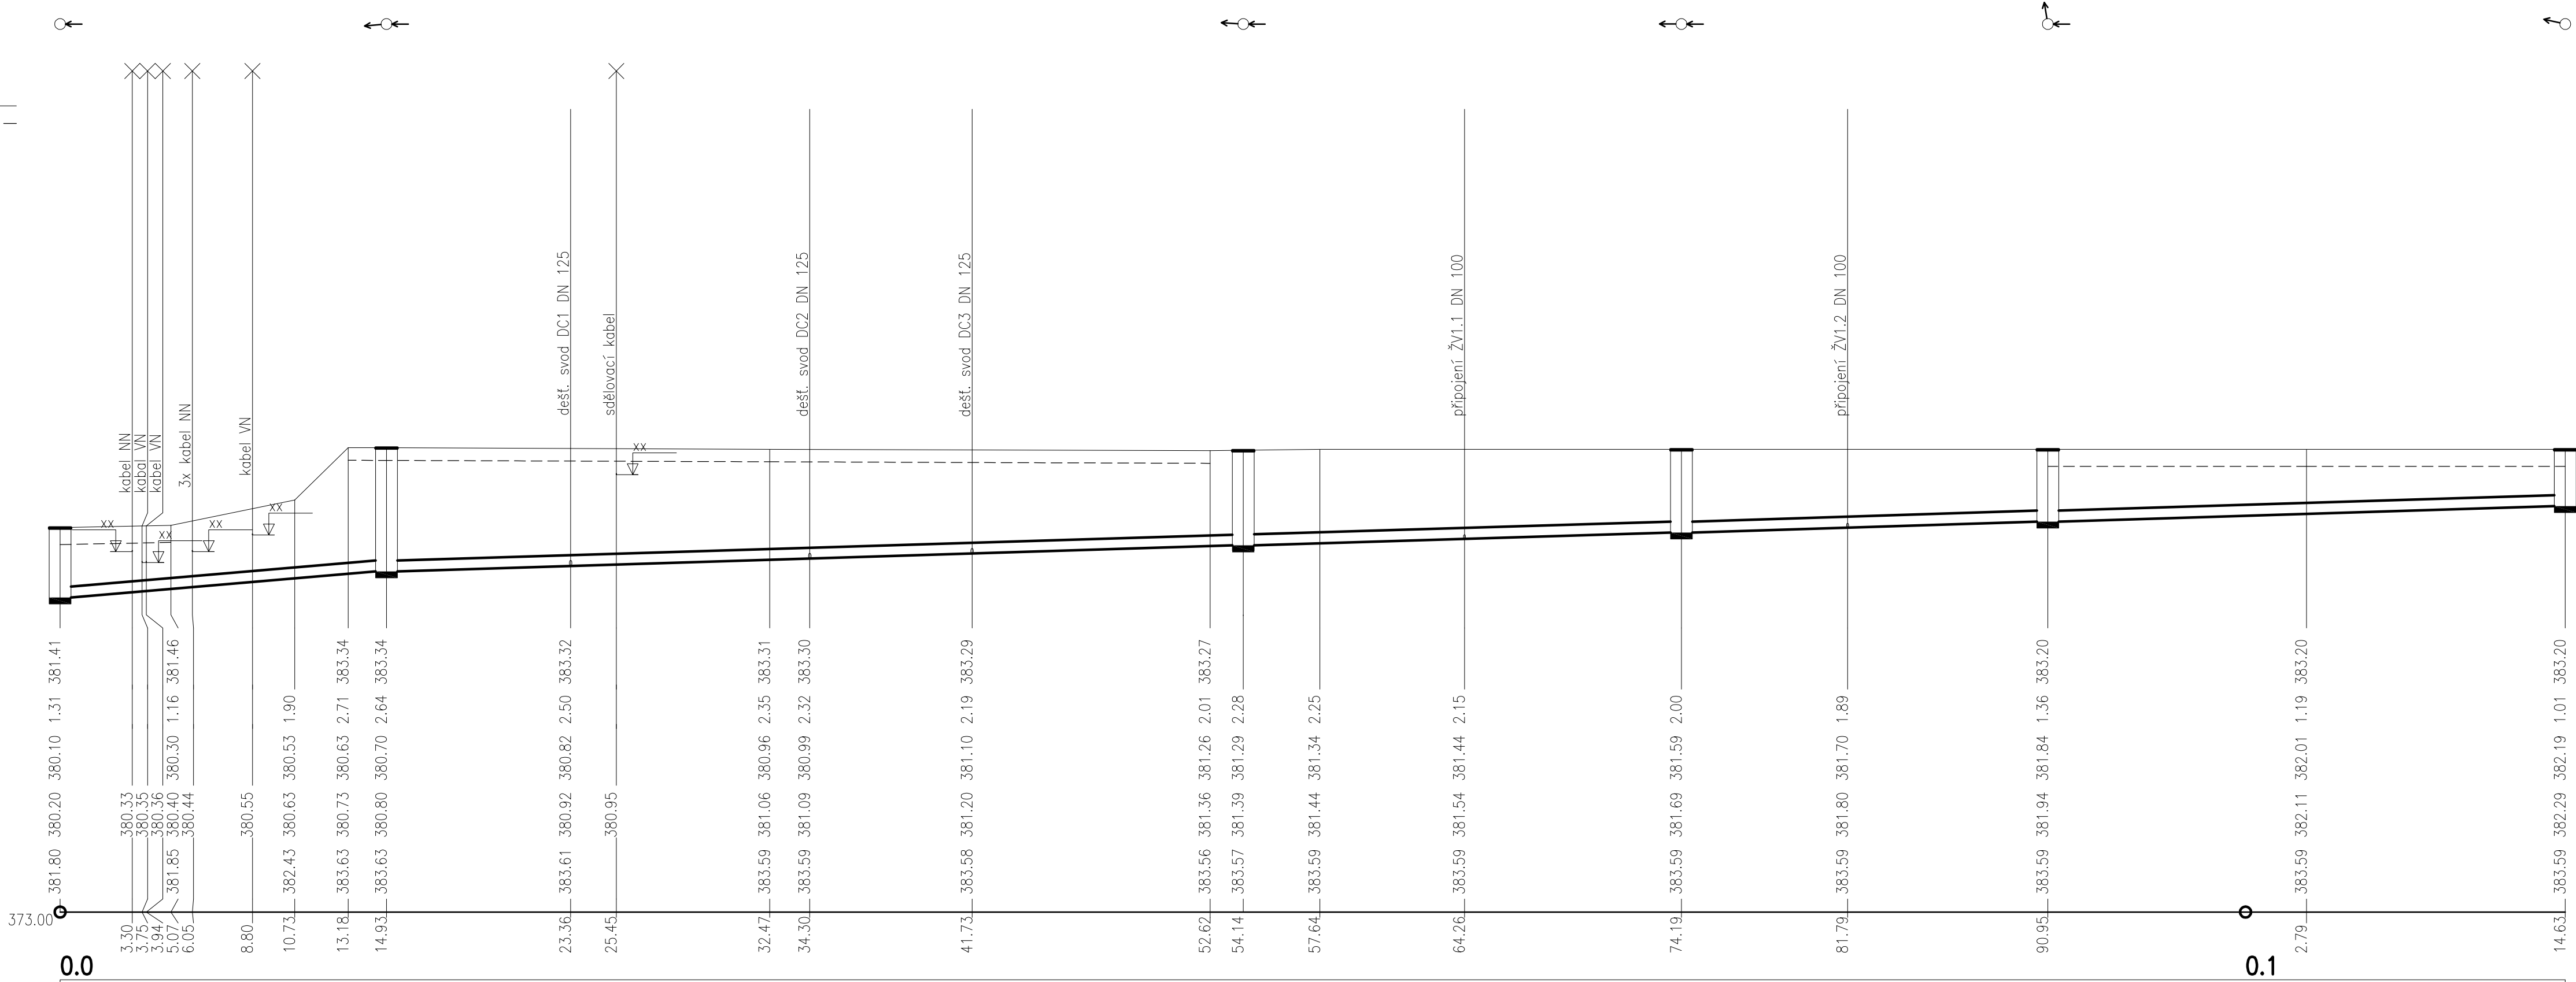 kabel NN
kabal VN
kabel VN
3x kabel NN
kabel VN
dešť. svod DC1 DN 125
sdělovací kabel
dešť. svod DC2 DN 125
dešť. svod DC3 DN 125
připojení ŽV1.1 DN 100
připojení ŽV1.2 DN 100
xx
xx
xx
xx
xx
381.80 380.20 380.10 1.31 381.41
380.33
380.35
380.36
381.85 380.40 380.30 1.16 381.46
380.44
380.55
382.43 380.63 380.53 1.90
383.63 380.73 380.63 2.71 383.34
383.63 380.80 380.70 2.64 383.34
383.61 380.92 380.82 2.50 383.32
380.95
383.59 381.06 380.96 2.35 383.31
383.59 381.09 380.99 2.32 383.30
383.58 381.20 381.10 2.19 383.29
383.56 381.36 381.26 2.01 383.27
383.57 381.39 381.29 2.28
383.59 381.44 381.34 2.25
383.59 381.54 381.44 2.15
383.59 381.69 381.59 2.00
383.59 381.80 381.70 1.89
383.59 381.94 381.84 1.36 383.20
383.59 382.11 382.01 1.19 383.20
383.59 382.29 382.19 1.01 383.20
373.00
3.30
3.75
3.94
5.07
6.05
8.80
10.73
13.18
14.93
23.36
25.45
32.47
34.30
41.73
52.62
54.14
57.64
64.26
74.19
81.79
90.95
2.79
14.63
0.0
0.1